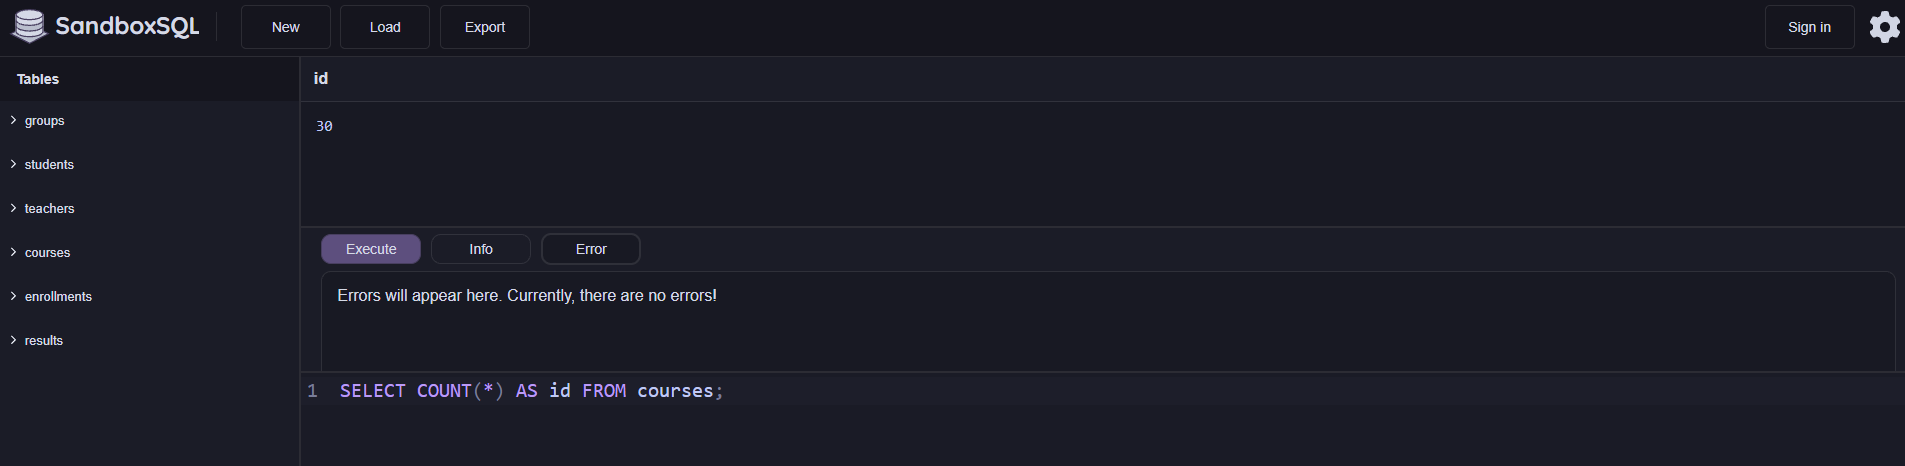 SandboxSQL New Load Export Sign in
Tables
groups
students
teachers
courses
enrollments
results
id
30
Execute Info Error
Errors will appear here. Currently, there are no errors!
1 SELECT COUNT(*) AS id FROM courses;